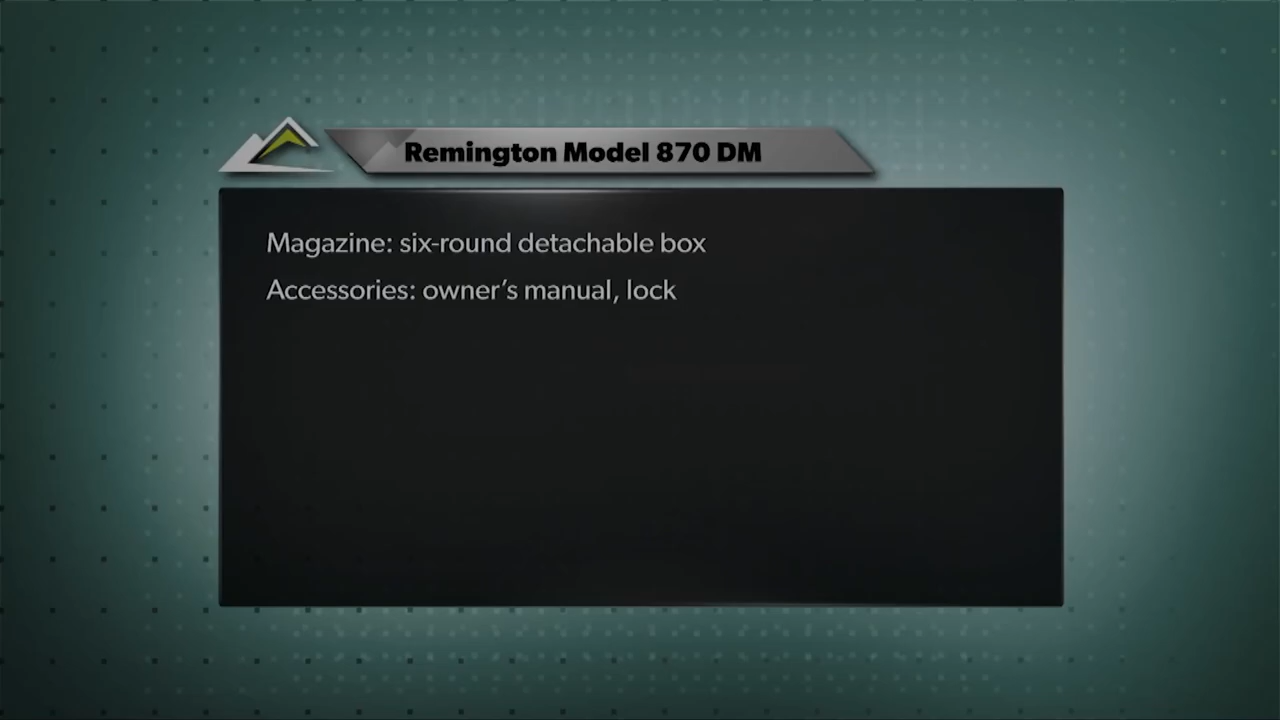 Remington Model 870 DM
Magazine: six-round detachable box
Accessories: owner’s manual, lock